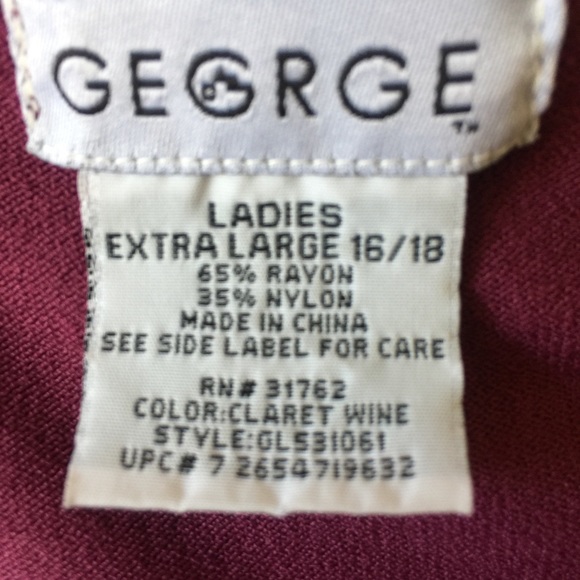 GEORGE
TM
LADIES
EXTRA LARGE 16/18
65% RAYON
35% NYLON
MADE IN CHINA
SEE SIDE LABEL FOR CARE
RN# 31762
COLOR:CLARET WINE
STYLE:GL531061
UPC# 7 2654719632